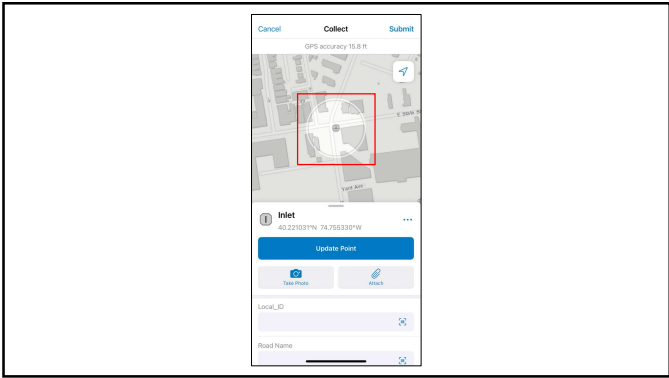 Cancel Collect Submit
GPS accuracy 15.8 ft
E State St
Yard Ave
I Inlet
40.221031°N 74.755330°W
Update Point
Take Photo Attach
Local_ID
Road Name